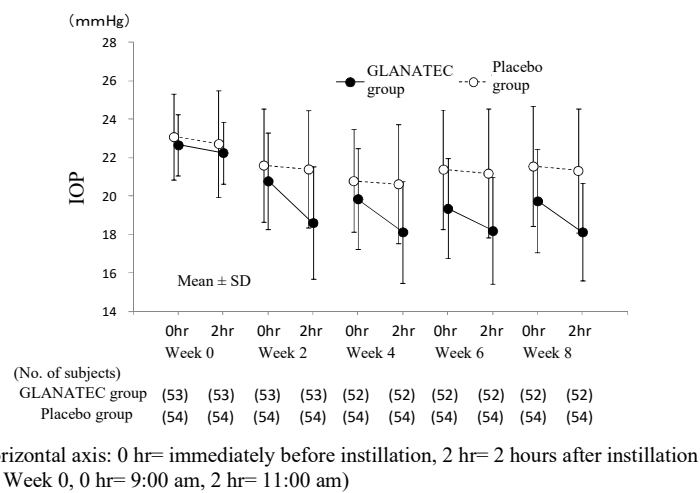 （mmHg）
28
26
24
22
20
18
16
14
IOP
GLANATEC
group
Placebo
group
Mean ± SD
0hr 2hr 0hr 2hr 0hr 2hr 0hr 2hr 0hr 2hr
Week 0 Week 2 Week 4 Week 6 Week 8
(No. of subjects)
GLANATEC group (53) (53) (53) (53) (52) (52) (52) (52) (52) (52)
Placebo group (54) (54) (54) (54) (54) (54) (54) (54) (54) (54)
rizontal axis: 0 hr= immediately before instillation, 2 hr= 2 hours after instillation
Week 0, 0 hr= 9:00 am, 2 hr= 11:00 am)